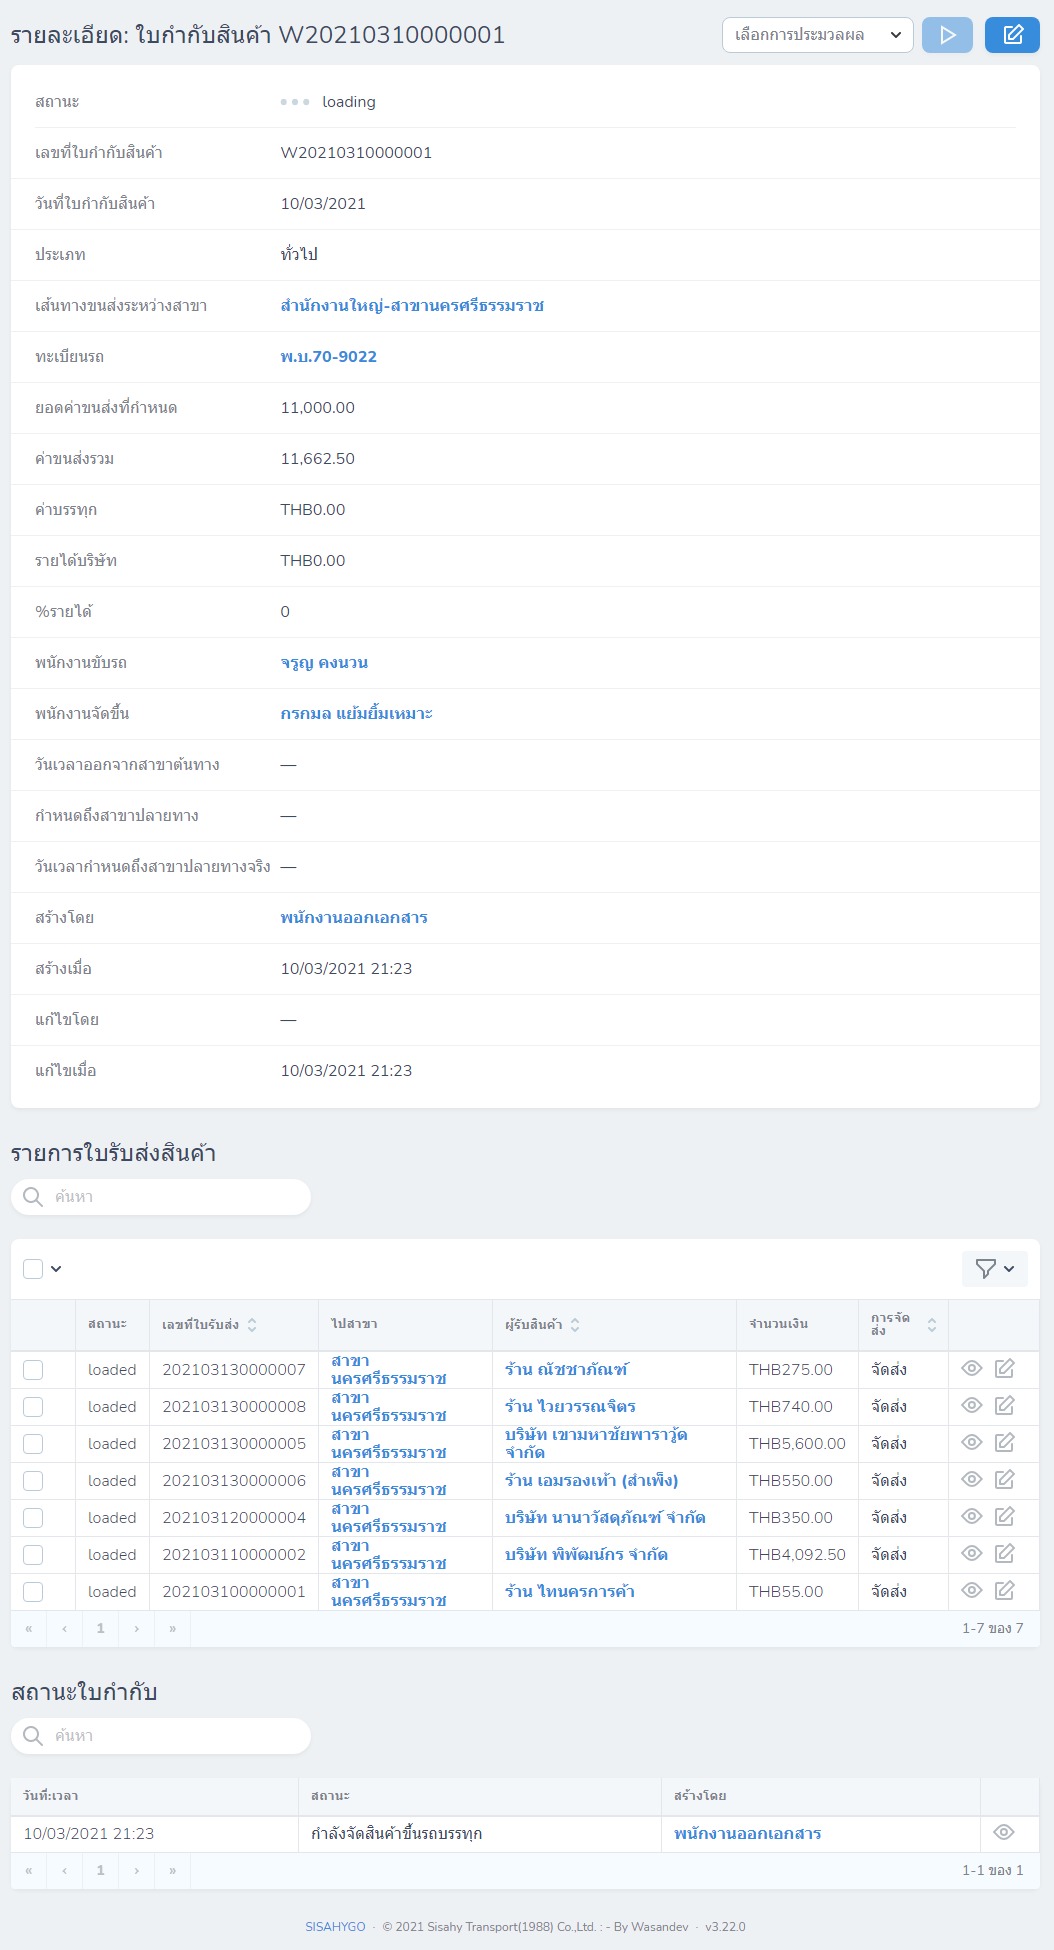 รายละเอียด: ใบกำกับสินค้า W20210310000001
เลือกการประมวลผล
สถานะ loading
เลขที่ใบกำกับสินค้า W20210310000001
วันที่ใบกำกับสินค้า 10/03/2021
ประเภท ทั่วไป
เส้นทางขนส่งระหว่างสาขา สำนักงานใหญ่-สาขานครศรีธรรมราช
ทะเบียนรถ พ.บ.70-9022
ยอดค่าขนส่งที่กำหนด 11,000.00
ค่าขนส่งรวม 11,662.50
ค่าบรรทุก THB0.00
รายได้บริษัท THB0.00
%รายได้ 0
พนักงานขับรถ จรูญ คงนวน
พนักงานจัดขึ้น กรกมล แย้มยิ้มเหมาะ
วันเวลาออกจากสาขาต้นทาง —
กำหนดถึงสาขาปลายทาง —
วันเวลากำหนดถึงสาขาปลายทางจริง —
สร้างโดย พนักงานออกเอกสาร
สร้างเมื่อ 10/03/2021 21:23
แก้ไขโดย —
แก้ไขเมื่อ 10/03/2021 21:23
รายการใบรับส่งสินค้า
ค้นหา
สถานะ เลขที่ใบรับส่ง ไปสาขา ผู้รับสินค้า จำนวนเงิน การจัดส่ง
loaded 202103130000007 สาขานครศรีธรรมราช ร้าน ณัชชาภัณฑ์ THB275.00 จัดส่ง
loaded 202103130000008 สาขานครศรีธรรมราช ร้าน ไวยวรรณจิตร THB740.00 จัดส่ง
loaded 202103130000005 สาขานครศรีธรรมราช บริษัท เขามหาชัยพาราวู้ด จำกัด THB5,600.00 จัดส่ง
loaded 202103130000006 สาขานครศรีธรรมราช ร้าน เอมรองเท้า (สำเพ็ง) THB550.00 จัดส่ง
loaded 202103120000004 สาขานครศรีธรรมราช บริษัท นานาวัสดุภัณฑ์ จำกัด THB350.00 จัดส่ง
loaded 202103110000002 สาขานครศรีธรรมราช บริษัท พิพัฒน์กร จำกัด THB4,092.50 จัดส่ง
loaded 202103100000001 สาขานครศรีธรรมราช ร้าน ไทนครการค้า THB55.00 จัดส่ง
« ‹ 1 › » 1-7 ของ 7
สถานะใบกำกับ
ค้นหา
วันที่:เวลา สถานะ สร้างโดย
10/03/2021 21:23 กำลังจัดสินค้าขึ้นรถบรรทุก พนักงานออกเอกสาร
« ‹ 1 › » 1-1 ของ 1
SISAHYGO · © 2021 Sisahy Transport(1988) Co.,Ltd. : - By Wasandev · v3.22.0